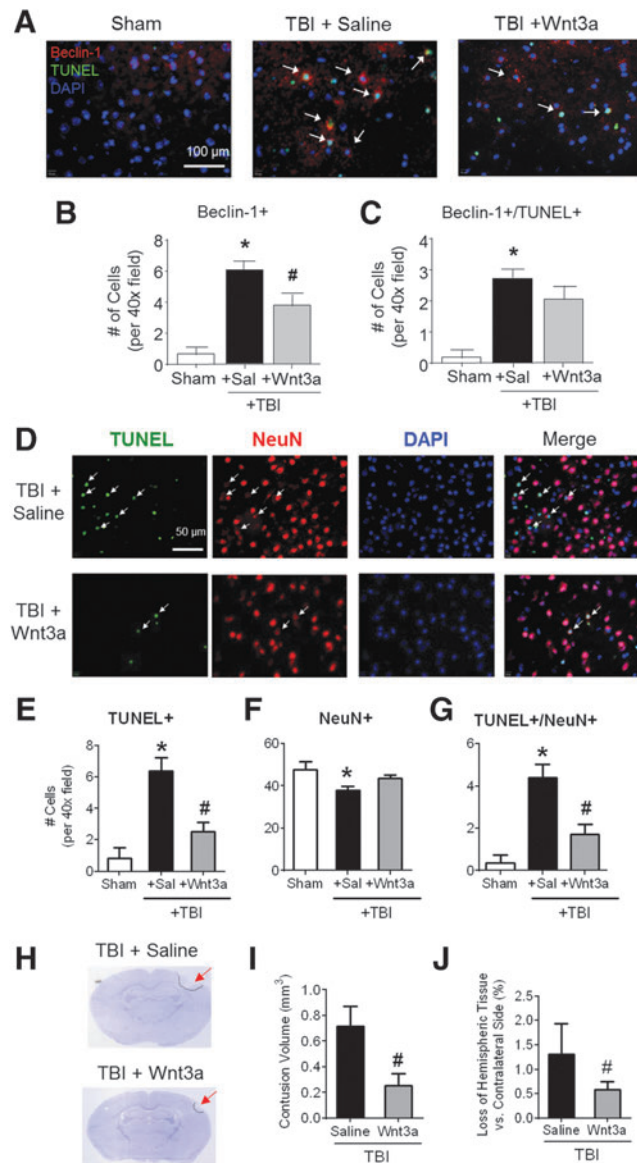 A
Sham
TBI + Saline
TBI +Wnt3a
Beclin-1
TUNEL
DAPI
100 µm
B
Beclin-1+
# of Cells
(per 40x field)
8
6
4
2
0
*
#
Sham +Sal +Wnt3a
+TBI
C
Beclin-1+/TUNEL+
# of Cells
(per 40x field)
4
3
2
1
0
*
Sham +Sal +Wnt3a
+TBI
D
TUNEL
NeuN
DAPI
Merge
TBI +
Saline
50 µm
TBI +
Wnt3a
E
TUNEL+
# Cells
(per 40x field)
8
6
4
2
0
*
#
Sham +Sal +Wnt3a
+TBI
F
NeuN+
60
40
20
0
*
Sham +Sal +Wnt3a
+TBI
G
TUNEL+/NeuN+
6
4
2
0
*
#
Sham +Sal +Wnt3a
+TBI
H
TBI + Saline
TBI + Wnt3a
I
Contusion Volume (mm³)
1.0
0.8
0.6
0.4
0.2
0.0
#
Saline Wnt3a
TBI
J
Loss of Hemispheric Tissue
vs. Contralateral Side (%)
2.5
2.0
1.5
1.0
0.5
0.0
#
Saline Wnt3a
TBI